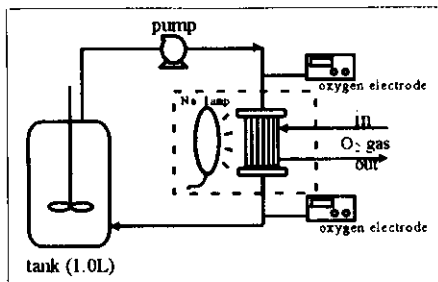 pump
oxygen electrode
Na lamp
in
O₂ gas
out
oxygen electrode
tank (1.0L)